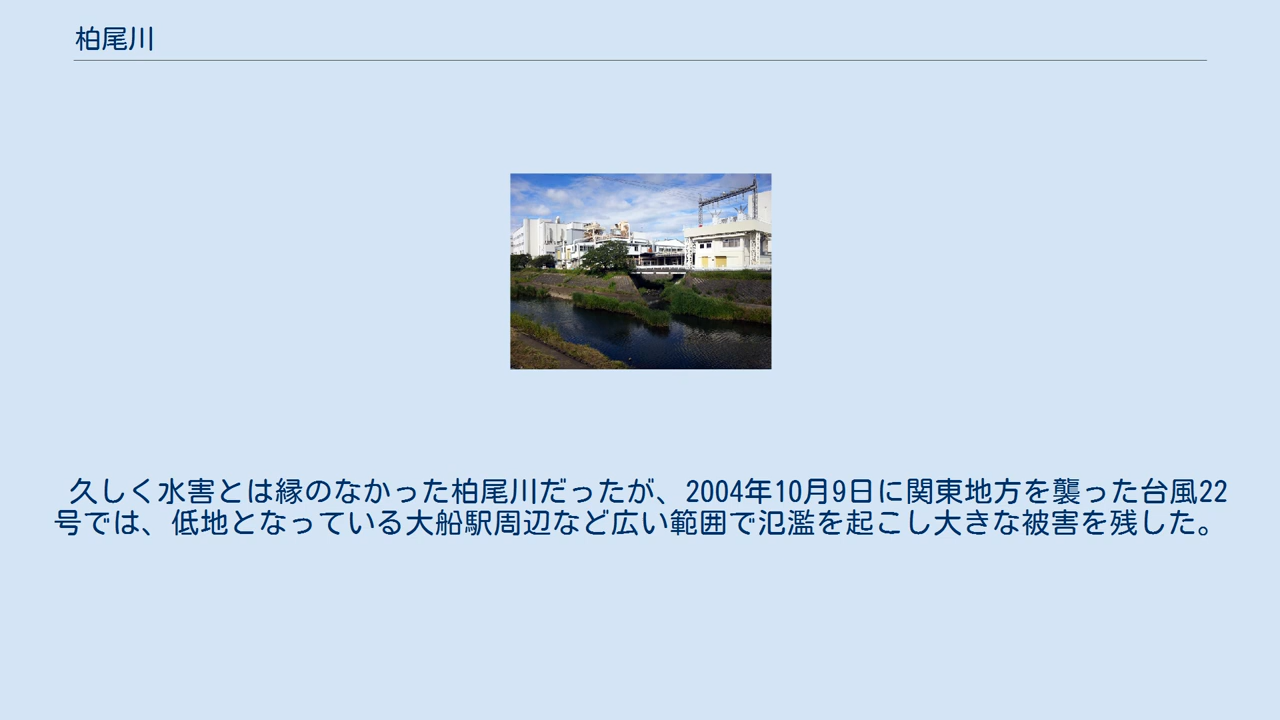 柏尾川
久しく水害とは縁のなかった柏尾川だったが、2004年10月9日に関東地方を襲った台風22
号では、低地となっている大船駅周辺など広い範囲で氾濫を起こし大きな被害を残した。